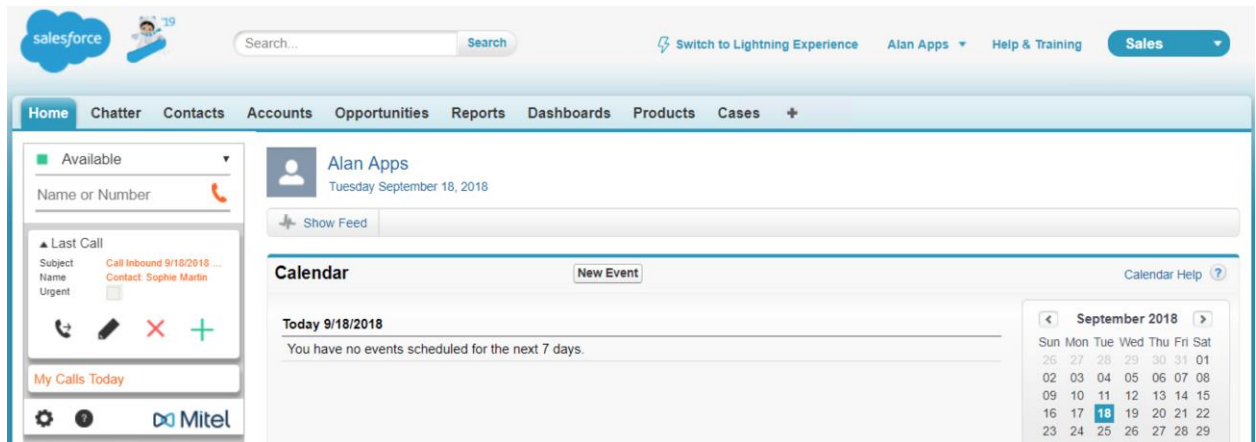 salesforce
'19
Search...
Search
Switch to Lightning Experience
Alan Apps
Help & Training
Sales
Home Chatter Contacts Accounts Opportunities Reports Dashboards Products Cases
Available
Name or Number
Last Call
Subject Call Inbound 9/18/2018 ...
Name Contact: Sophie Martin
Urgent
My Calls Today
Mitel
Alan Apps
Tuesday September 18, 2018
Show Feed
Calendar
New Event
Calendar Help ?
Today 9/18/2018
You have no events scheduled for the next 7 days.
September 2018
Sun Mon Tue Wed Thu Fri Sat
26 27 28 29 30 31 01
02 03 04 05 06 07 08
09 10 11 12 13 14 15
16 17 18 19 20 21 22
23 24 25 26 27 28 29